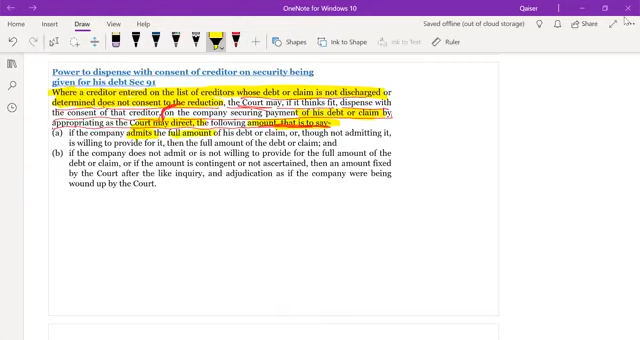 OneNote for Windows 10
Qaiser
Home
Insert
Draw
View
Help
Class Notebook
Saved offline (out of cloud storage)
Shapes
Ink to Shape
Ink to Text
Ruler
Power to dispense with consent of creditor on security being
given for his debt Sec 91
Where a creditor entered on the list of creditors whose debt or claim is not discharged or
determined does not consent to the reduction, the Court may, if it thinks fit, dispense with
the consent of that creditor, on the company securing payment of his debt or claim by
appropriating as the Court may direct, the following amount, that is to say-
(a) if the company admits the full amount of his debt or claim, or, though not admitting it,
is willing to provide for it, then the full amount of the debt or claim; and
(b) if the company does not admit or is not willing to provide for the full amount of the
debt or claim, or if the amount is contingent or not ascertained, then an amount fixed
by the Court after the like inquiry, and adjudication as if the company were being
wound up by the Court.